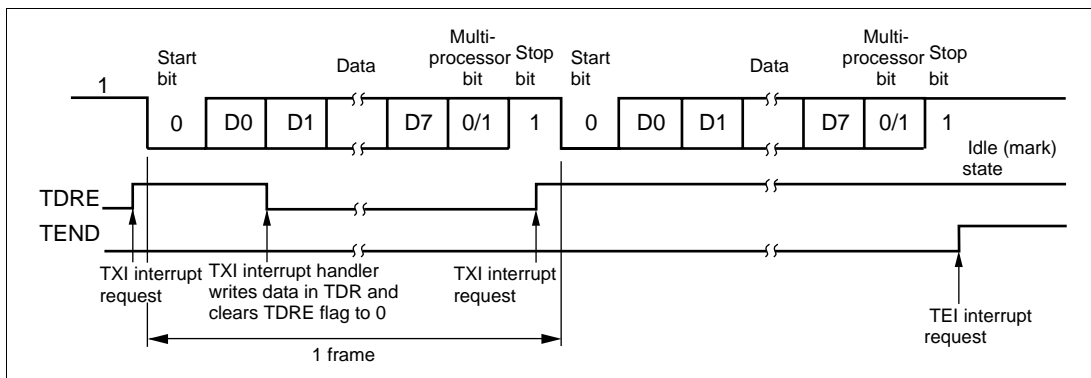 Multi-
processor
bit
Stop
bit
Start
bit
Data
Start
bit
Data
Multi-
processor
bit
Stop
bit
1
0 D0 D1 D7 0/1 1 0 D0 D1 D7 0/1 1
Idle (mark)
state
TDRE
TEND
TXI interrupt
request
TXI interrupt handler
writes data in TDR and
clears TDRE flag to 0
TXI interrupt
request
TEI interrupt
request
1 frame